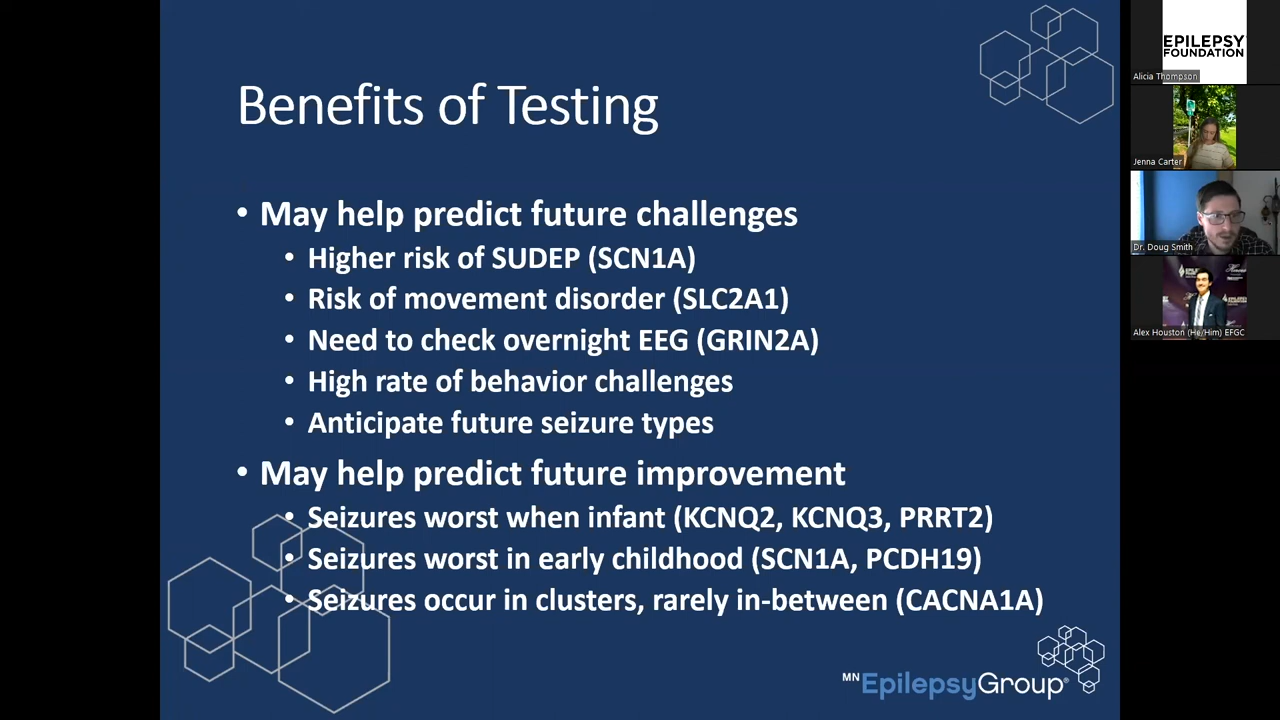 Benefits of Testing
• May help predict future challenges
• Higher risk of SUDEP (SCN1A)
• Risk of movement disorder (SLC2A1)
• Need to check overnight EEG (GRIN2A)
• High rate of behavior challenges
• Anticipate future seizure types
• May help predict future improvement
• Seizures worst when infant (KCNQ2, KCNQ3, PRRT2)
• Seizures worst in early childhood (SCN1A, PCDH19)
• Seizures occur in clusters, rarely in-between (CACNA1A)
MN EpilepsyGroup®
EPILEPSY
FOUNDATION
Alicia Thompson
Jenna Carter
Dr. Doug Smith
Alex Houston (He/Him) EFGC